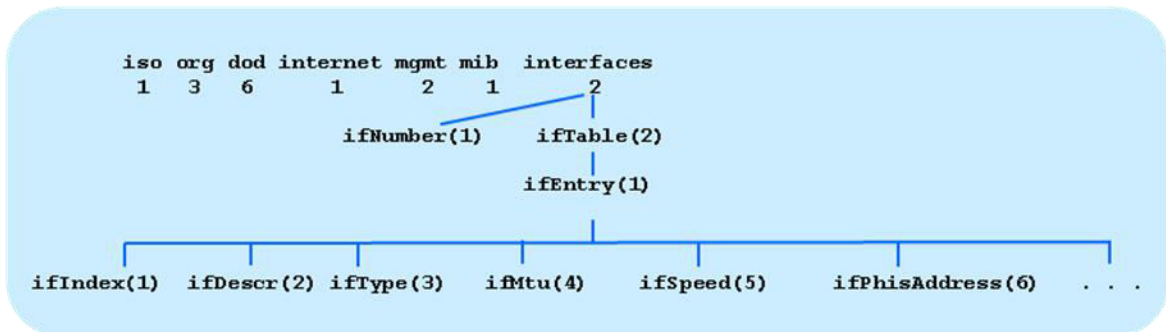 iso org dod internet mgmt mib interfaces
1 3 6 1 2 1 2
ifNumber(1) ifTable(2)
ifEntry(1)
ifIndex(1) ifDescr(2) ifType(3) ifMtu(4) ifSpeed(5) ifPhisAddress(6) . . .